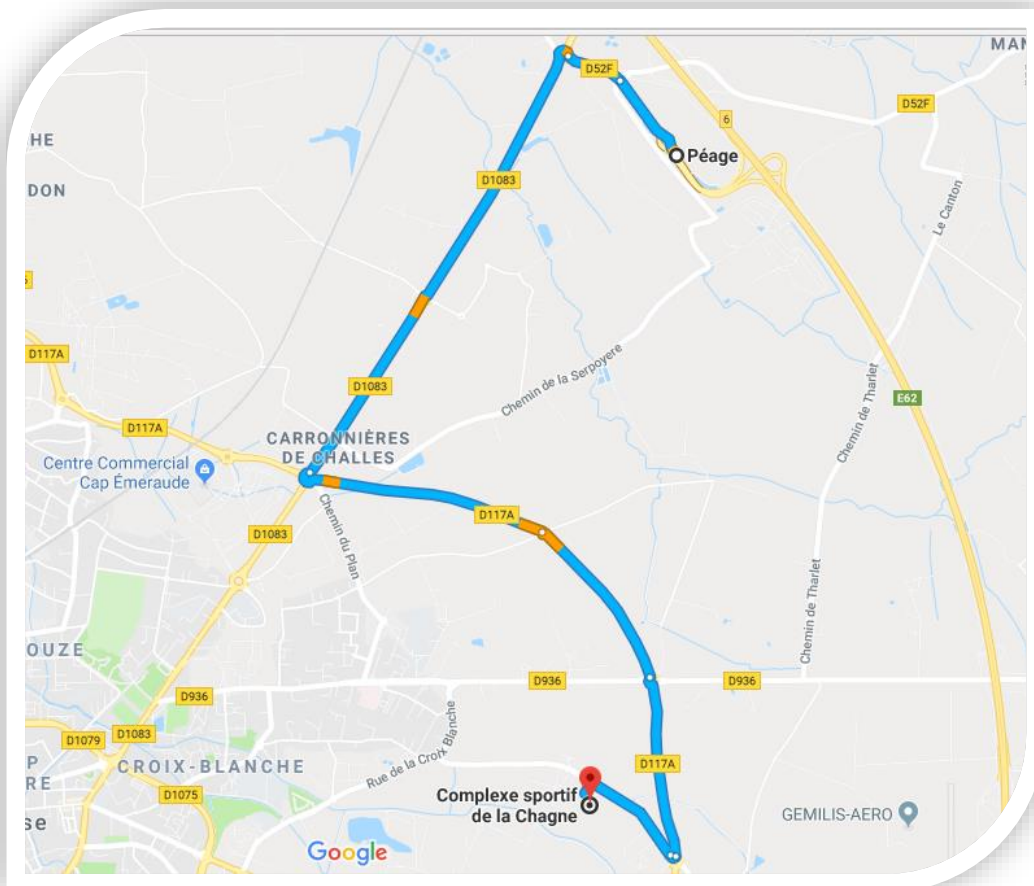 MAN
D52F
D52F
6
HE
Péage
DON
D1083
Le Canton
D117A
Chemin de la Serpoyere
D1083
Chemin de Tharlet
E62
D117A
CARRONNIÈRES
DE CHALLES
Centre Commercial
Cap Émeraude
Chemin du Plan
D117A
D1083
Chemin de Tharlet
OUZE
D936
D936
D936
D1083
D1079
Rue de la Croix Blanche
P
RE
CROIX-BLANCHE
D117A
D1075
Complexe sportif
de la Chagne
GEMILIS-AERO
se
Google